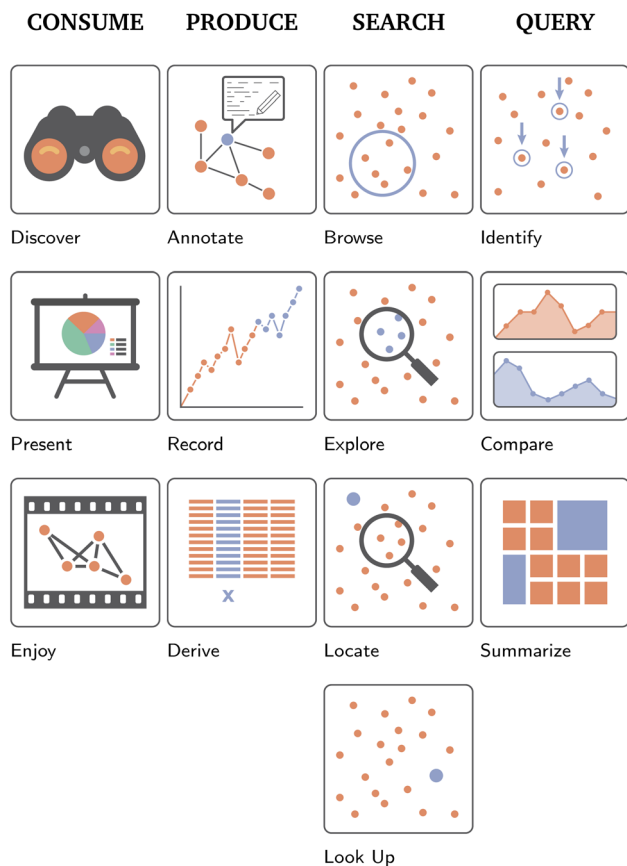 CONSUME PRODUCE SEARCH QUERY
Discover Annotate Browse Identify
Present Record Explore Compare
x
Enjoy Derive Locate Summarize
Look Up